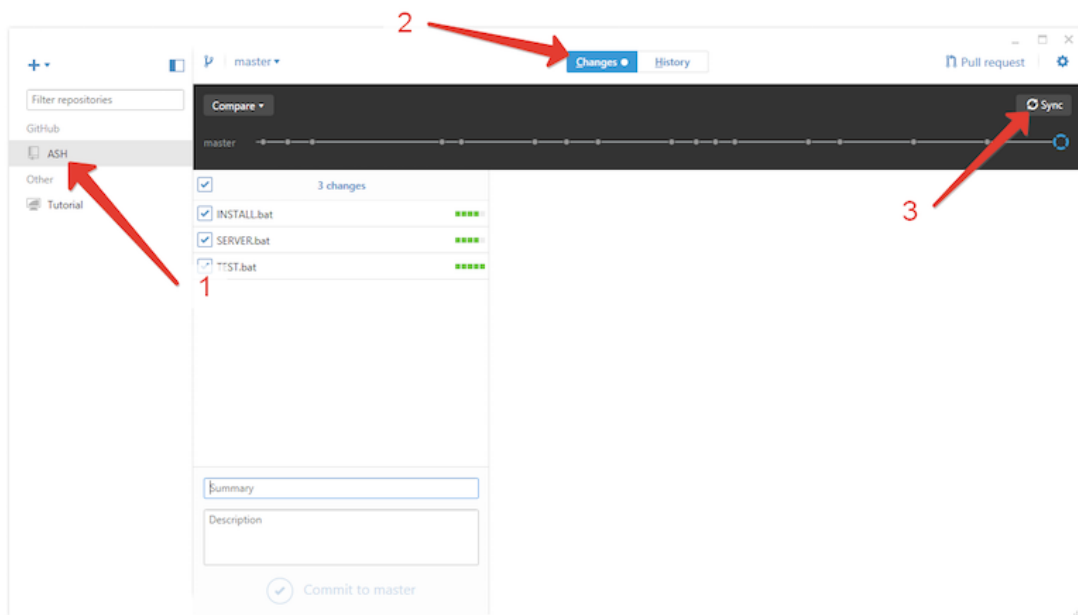 2
master
Changes
History
Pull request
Filter repositories
Compare
Sync
GitHub
master
ASH
3 changes
Other
Tutorial
INSTALL.bat
3
SERVER.bat
TEST.bat
1
Summary
Description
Commit to master